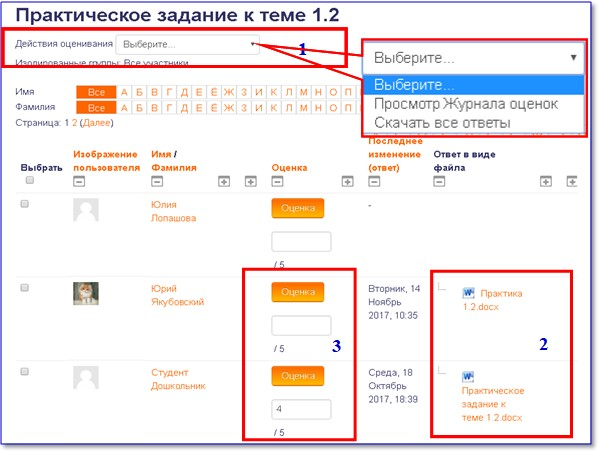 Практическое задание к теме 1.2
Действия оценивания Выберите...
1
Изолированные группы: Все участники
Выберите...
Выберите...
Просмотр Журнала оценок
Скачать все ответы
Имя Все А Б В Г Д Е Ё Ж З И К Л М Н О П
Фамилия Все А Б В Г Д Е Ё Ж З И К Л М Н О П
Страница: 1 2 (Далее)
Выбрать
Изображение
пользователя
Имя /
Фамилия
Оценка
Последнее
изменение
(ответ)
Ответ в виде
файла
Юлия
Лопашова
Оценка
/ 5
-
Юрий
Якубовский
Оценка
/ 5
3
Вторник, 14
Ноябрь
2017, 10:35
Практика
1.2.docx
2
Студент
Дошкольник
Оценка
4
/ 5
Среда, 18
Октябрь
2017, 18:39
Практическое
задание к
теме 1.2.docx